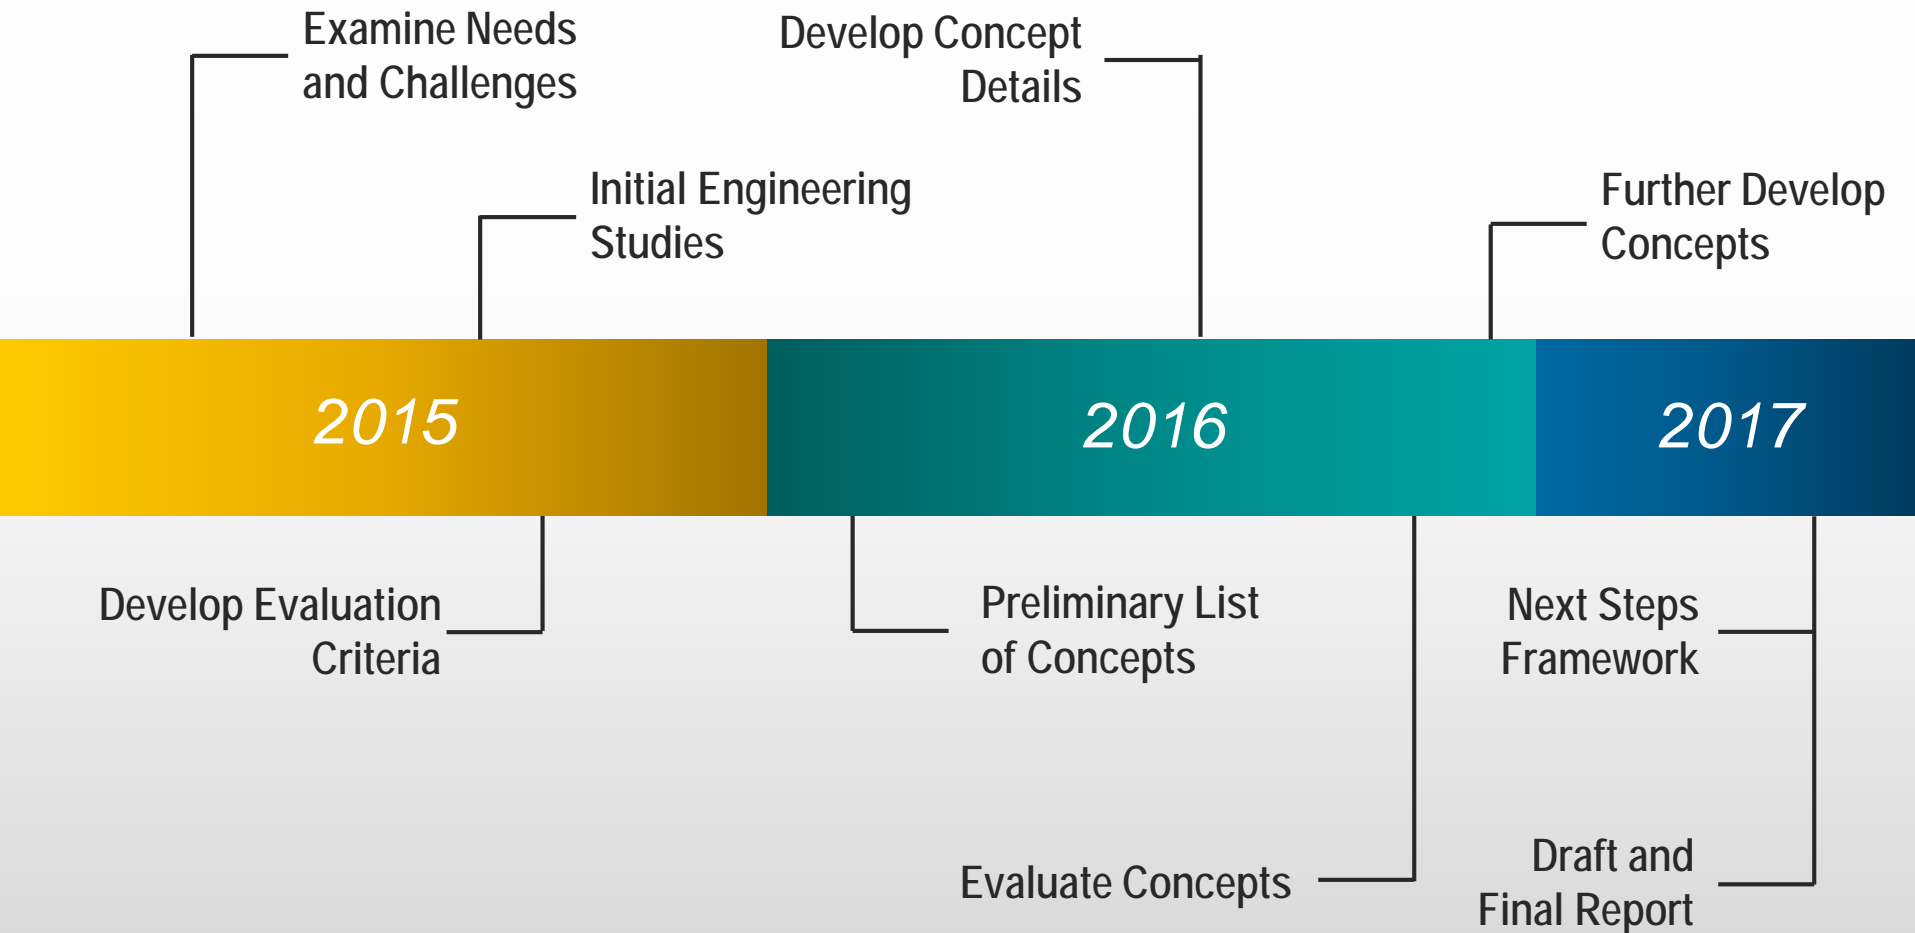 Examine Needs
and Challenges
Develop Concept
Details
Initial Engineering
Studies
Further Develop
Concepts
2015
2016
2017
Develop Evaluation
Criteria
Preliminary List
of Concepts
Next Steps
Framework
Evaluate Concepts
Draft and
Final Report